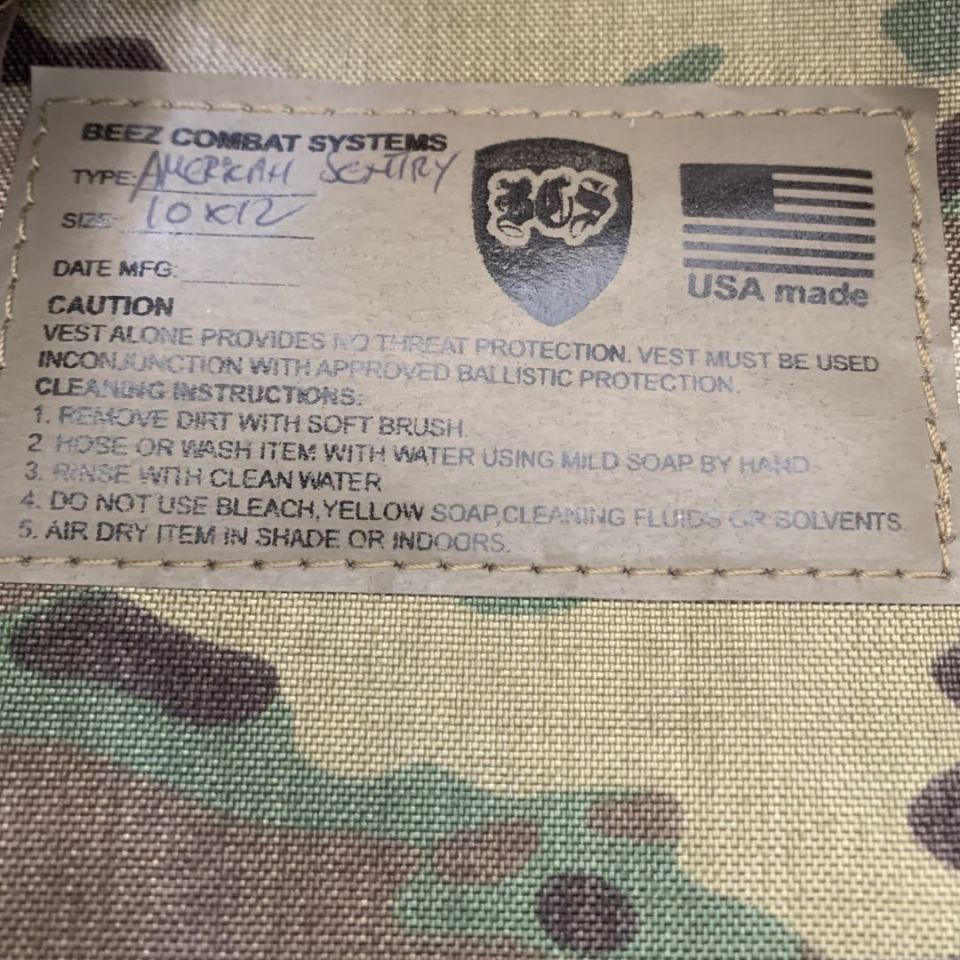 BEEZ COMBAT SYSTEMS
TYPE: AMERICAN SENTRY
SIZE: 10x12
DATE MFG:
BCS
USA made
CAUTION
VEST ALONE PROVIDES NO THREAT PROTECTION. VEST MUST BE USED
INCONJUNCTION WITH APPROVED BALLISTIC PROTECTION.
CLEANING INSTRUCTIONS:
1. REMOVE DIRT WITH SOFT BRUSH.
2. HOSE OR WASH ITEM WITH WATER USING MILD SOAP BY HAND.
3. RINSE WITH CLEAN WATER
4. DO NOT USE BLEACH,YELLOW SOAP,CLEANING FLUIDS OR SOLVENTS.
5. AIR DRY ITEM IN SHADE OR INDOORS.